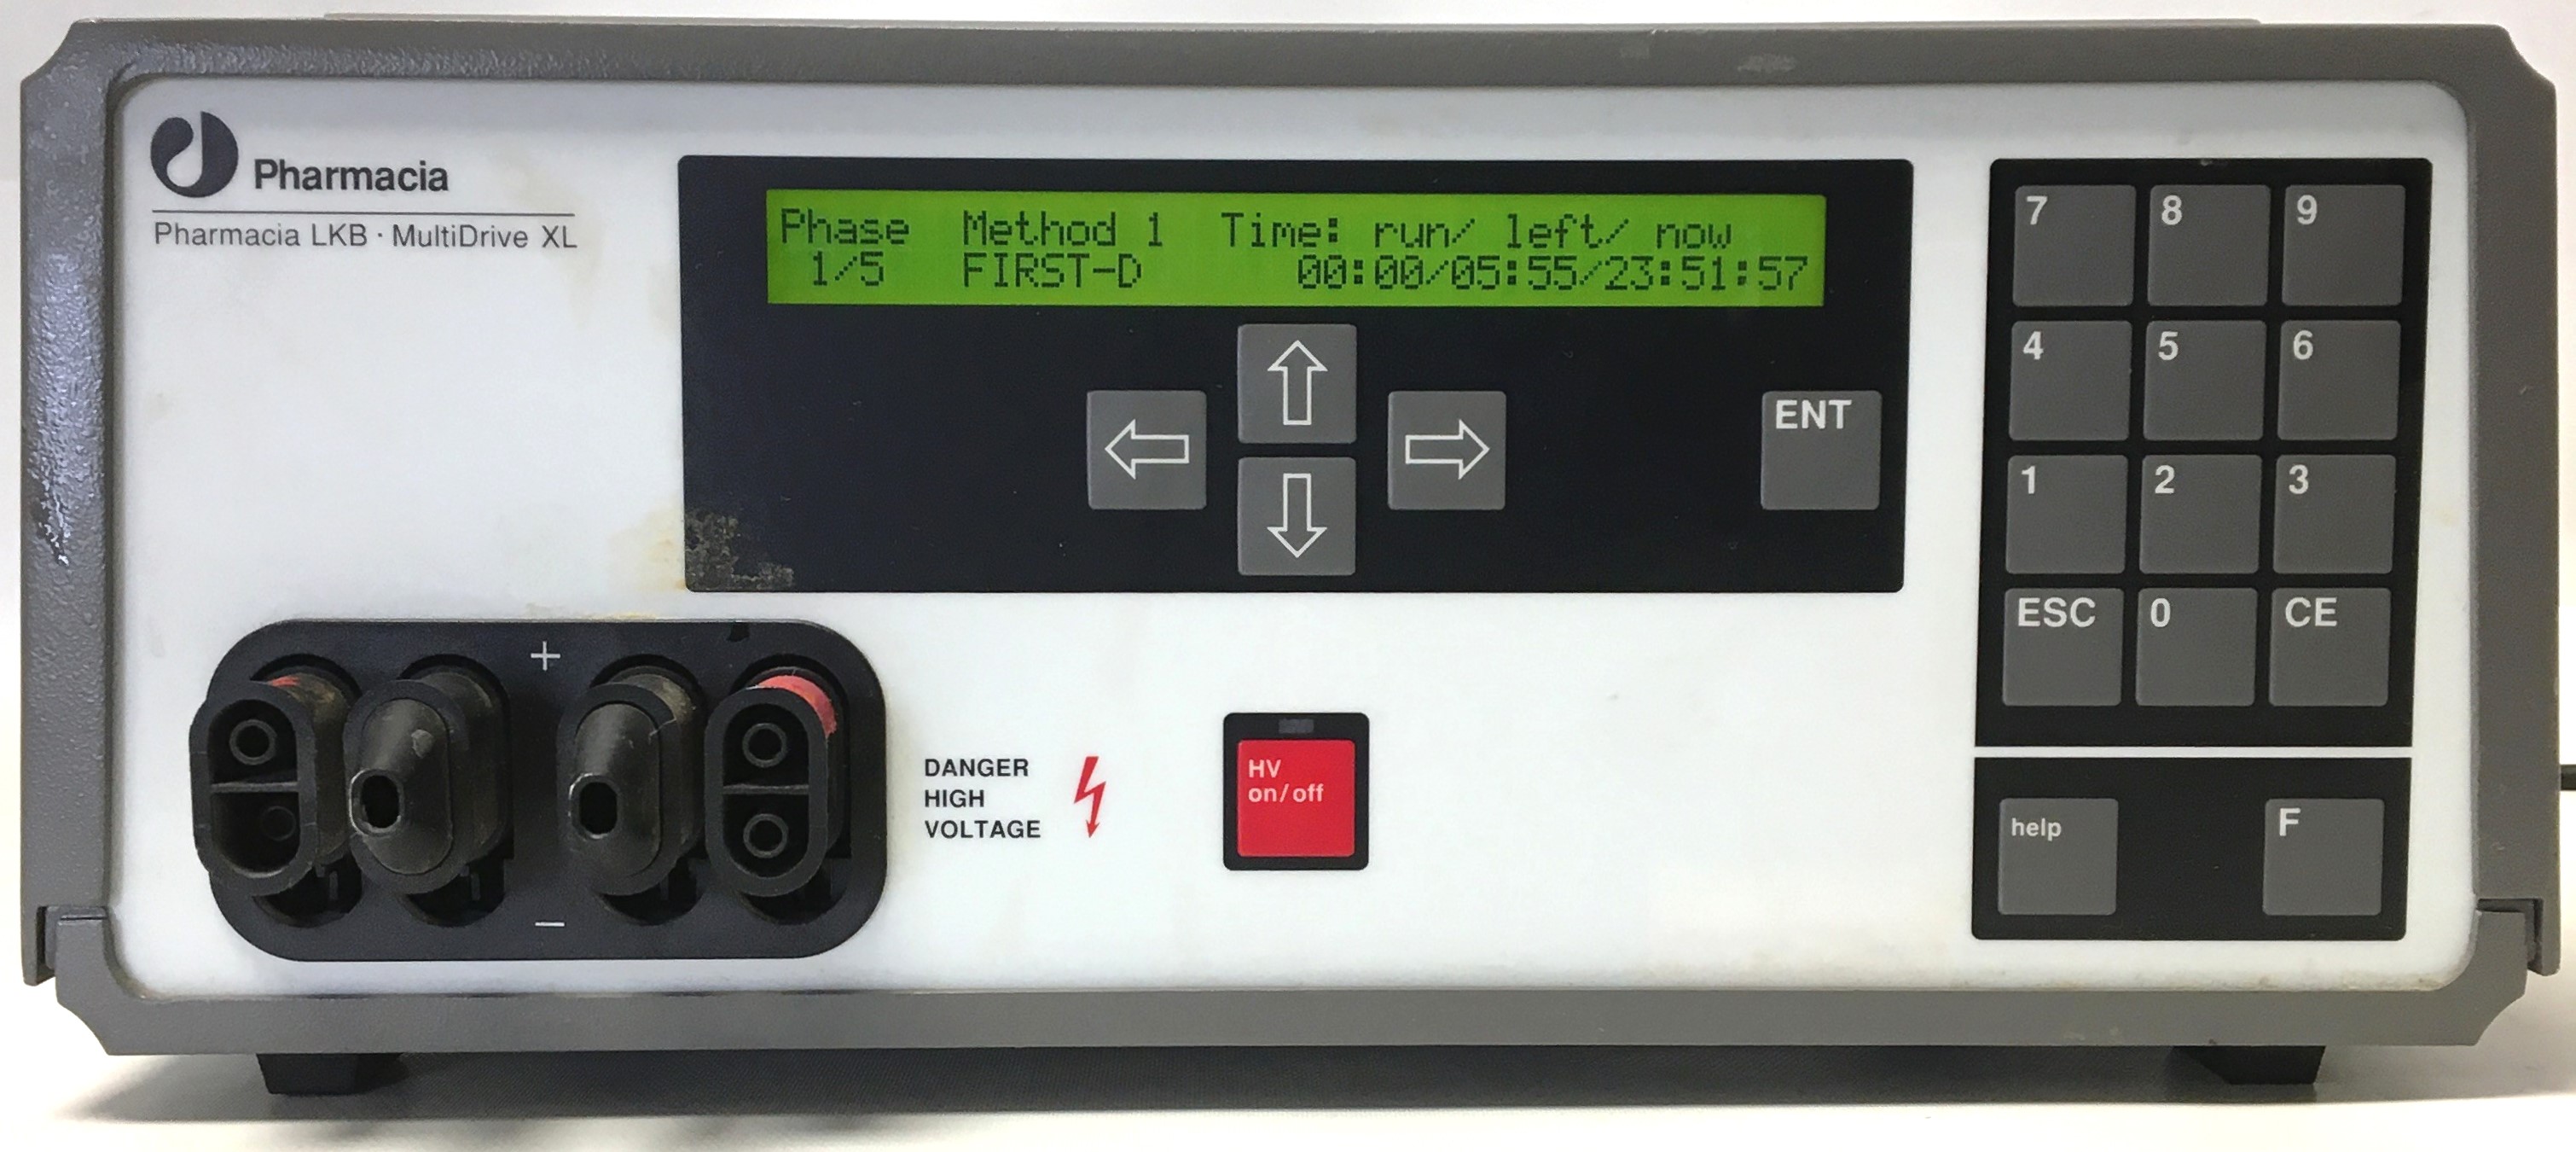 Pharmacia
Pharmacia LKB · MultiDrive XL
Phase Method 1 Time: run/ left/ now
1/5 FIRST-D 00:00/05:55/23:51:57
ENT
7 8 9
4 5 6
1 2 3
ESC 0 CE
help F
+
−
DANGER
HIGH
VOLTAGE
HV
on/off